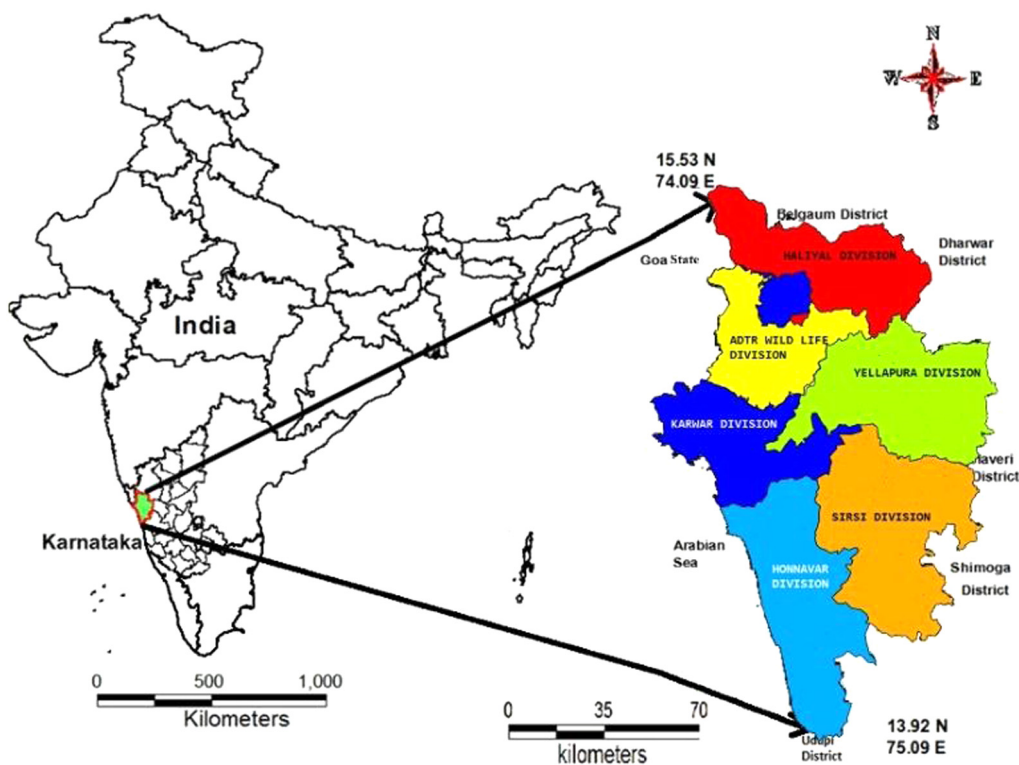 N
W E
S
15.53 N
74.09 E
Belgaum District
Dharwar
District
Goa State
HALIYAL DIVISION
India
ADTR WILD LIFE
DIVISION
YELLAPURA DIVISION
KARWAR DIVISION
averi
District
SIRSI DIVISION
Karnataka
Arabian
Sea
HONNAVAR
DIVISION
Shimoga
District
0 500 1,000
Kilometers
0 35 70
kilometers
13.92 N
75.09 E
Udupi
District